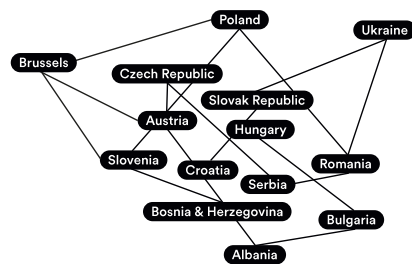 Poland
Ukraine
Brussels
Czech Republic
Slovak Republic
Austria
Hungary
Slovenia
Croatia
Romania
Serbia
Bosnia & Herzegovina
Bulgaria
Albania